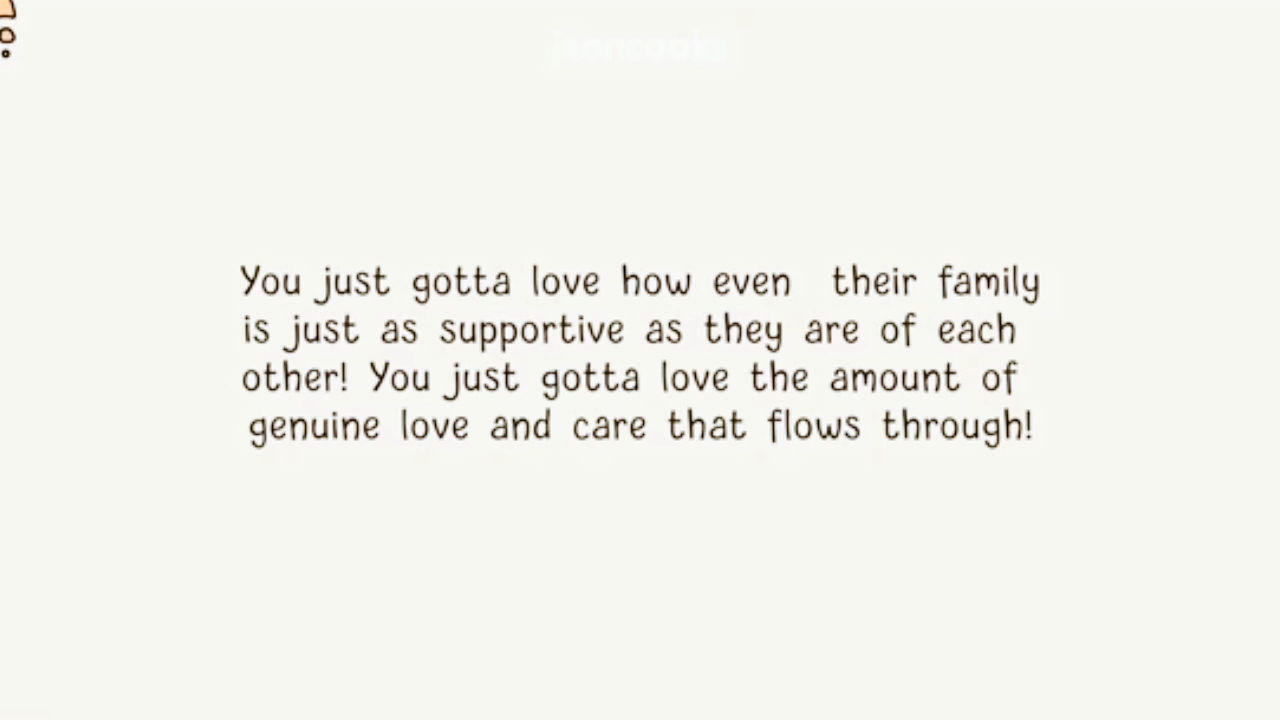 You just gotta love how even their family
is just as supportive as they are of each
other! You just gotta love the amount of
genuine love and care that flows through!